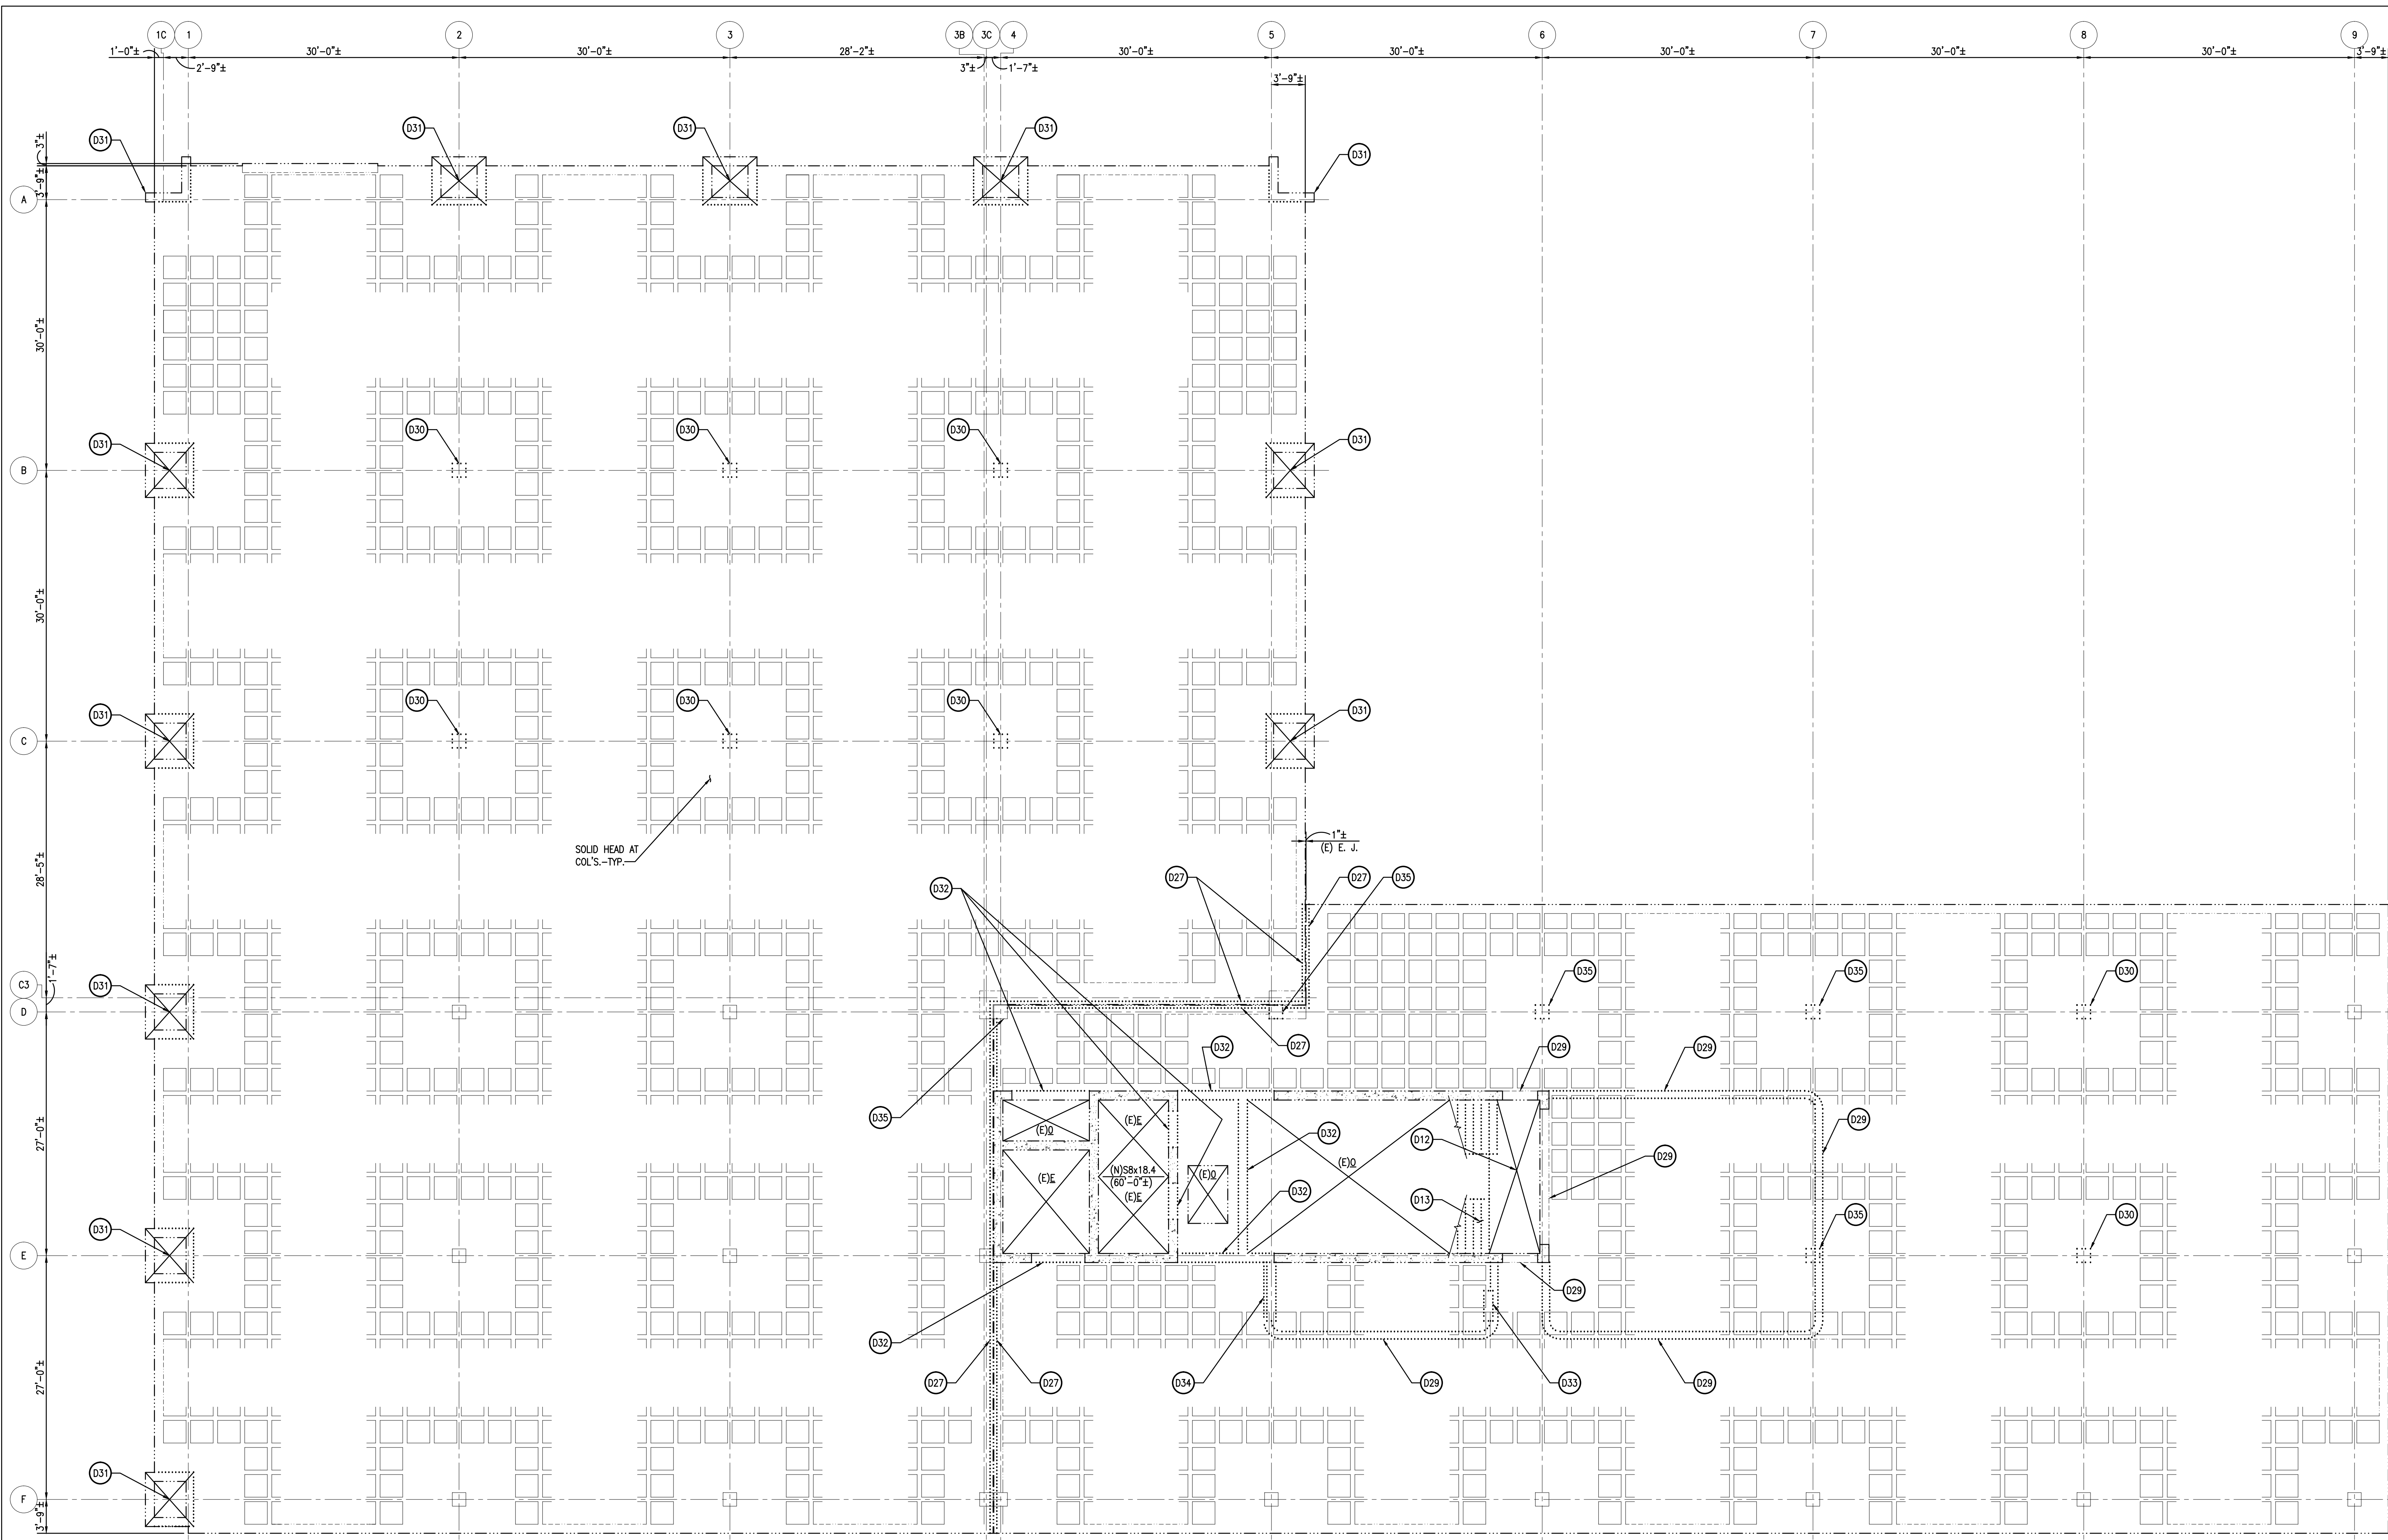 1C 1 2 3 3B 3C 4 5 6 7 8 9
1'-0"± 30'-0"± 30'-0"± 28'-2"± 30'-0"± 30'-0"± 30'-0"± 30'-0"± 30'-0"± 3'-9"±
2'-9"± 3"± 1'-7"±
3'-9"±
D31 D31 D31 D31
3"±
D31 D31
3'-9"±
A
30'-0"±
D30 D30 D30
D31 D31
B
30'-0"±
D30 D30 D30
D31 D31
C
1"±
(E) E. J.
SOLID HEAD AT
COL'S.-TYP.
28'-5"±
D27 D27 D35
D32
1'-7"±
D35 D35 D30
C3 D31
D
D32 D27 D29 D29
D35 (E)E D29
(E)O D32 D12
27'-0"±
D29
(E)O
(N)S8x18.4
(E)E (60'-0"±) (E)O
(E)E D32 D13
D35 D30
D31
E
D29
D32
27'-0"±
D27 D27 D34 D29 D33 D29
D31
F
3'-9"±